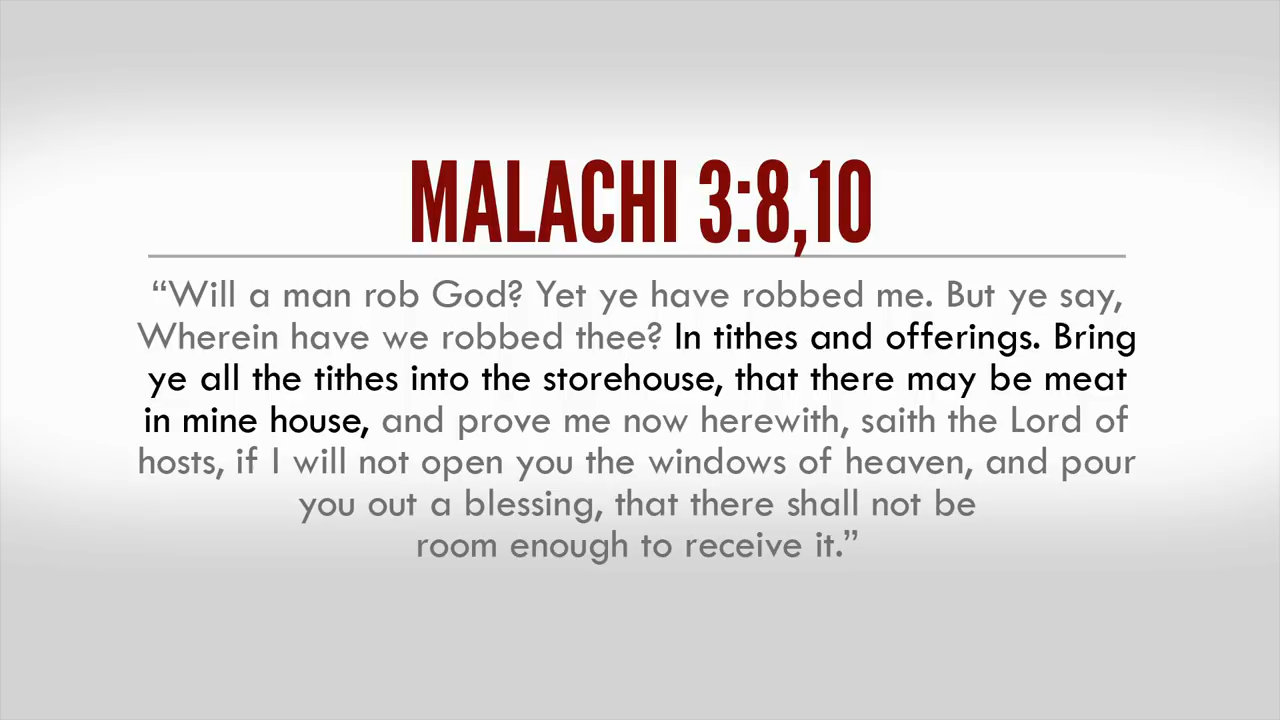 MALACHI 3:8,10
“Will a man rob God? Yet ye have robbed me. But ye say,
Wherein have we robbed thee? In tithes and offerings. Bring
ye all the tithes into the storehouse, that there may be meat
in mine house, and prove me now herewith, saith the Lord of
hosts, if I will not open you the windows of heaven, and pour
you out a blessing, that there shall not be
room enough to receive it.”